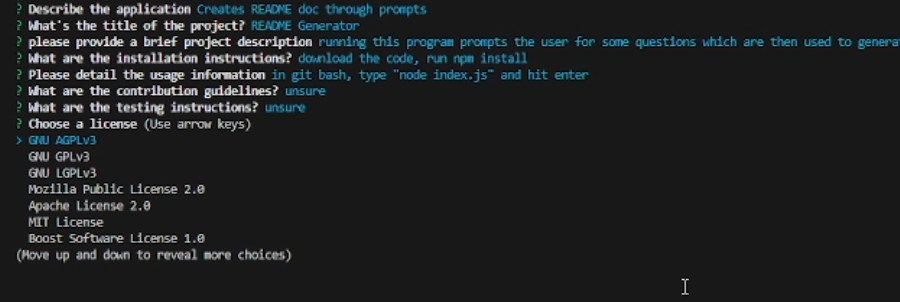 ? Describe the application Creates README doc through prompts
? What's the title of the project? README Generator
? please provide a brief project description running this program prompts the user for some questions which are then used to genera
? What are the installation instructions? download the code, run npm install
? Please detail the usage information in git bash, type "node index.js" and hit enter
? What are the contribution guidelines? unsure
? What are the testing instructions? unsure
? Choose a license (Use arrow keys)
> GNU AGPLv3
GNU GPLv3
GNU LGPLv3
Mozilla Public License 2.0
Apache License 2.0
MIT License
Boost Software License 1.0
(Move up and down to reveal more choices)